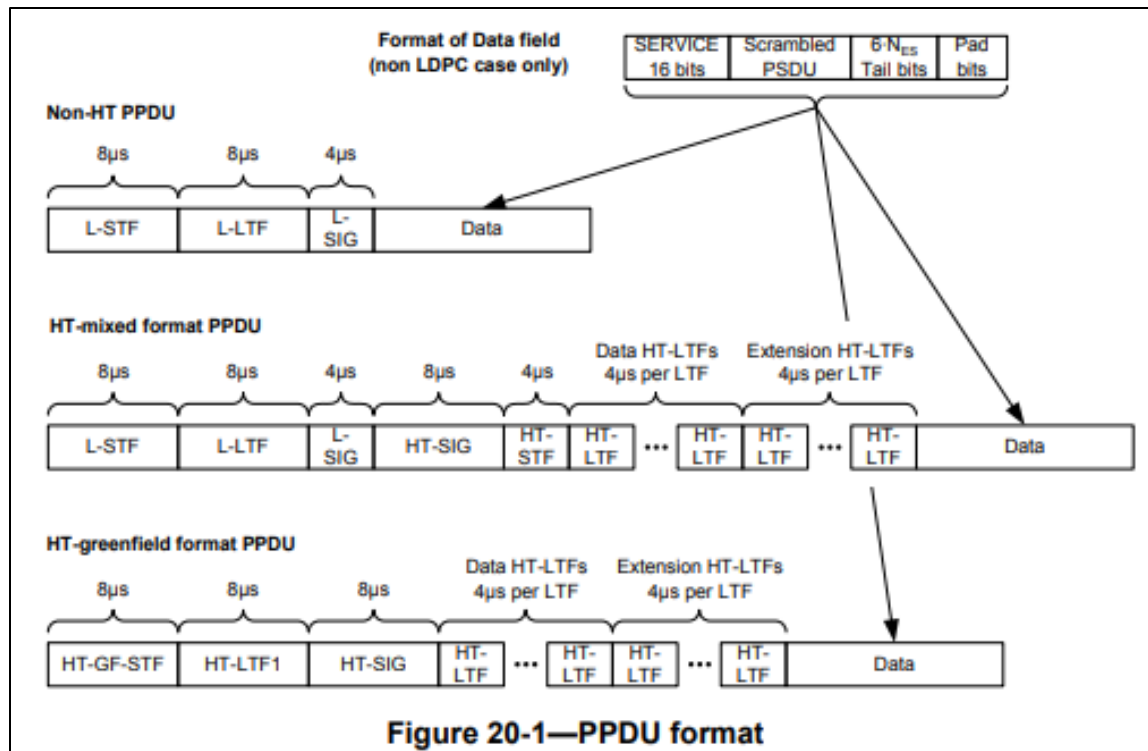 Format of Data field
(non LDPC case only)
SERVICE 16 bits
Scrambled PSDU
6·NES Tail bits
Pad bits
Non-HT PPDU
8µs 8µs 4µs
L-STF L-LTF L-SIG Data
HT-mixed format PPDU
Data HT-LTFs Extension HT-LTFs
8µs 8µs 4µs 8µs 4µs 4µs per LTF 4µs per LTF
L-STF L-LTF L-SIG HT-SIG HT-STF HT-LTF ••• HT-LTF HT-LTF ••• HT-LTF Data
HT-greenfield format PPDU
Data HT-LTFs Extension HT-LTFs
8µs 8µs 8µs 4µs per LTF 4µs per LTF
HT-GF-STF HT-LTF1 HT-SIG HT-LTF ••• HT-LTF HT-LTF ••• HT-LTF Data
Figure 20-1—PPDU format